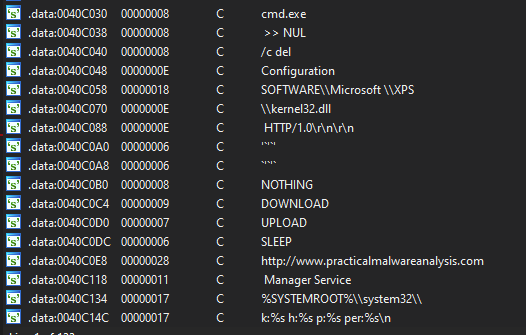 .data:0040C030 00000008 C cmd.exe
.data:0040C038 00000008 C >> NUL
.data:0040C040 00000008 C /c del
.data:0040C048 0000000E C Configuration
.data:0040C058 00000018 C SOFTWARE\\Microsoft \\XPS
.data:0040C070 0000000E C \\kernel32.dll
.data:0040C088 0000000E C HTTP/1.0\r\n\r\n
.data:0040C0A0 00000006 C `'`'`
.data:0040C0A8 00000006 C '`'`'
.data:0040C0B0 00000008 C NOTHING
.data:0040C0C4 00000009 C DOWNLOAD
.data:0040C0D0 00000007 C UPLOAD
.data:0040C0DC 00000006 C SLEEP
.data:0040C0E8 00000028 C http://www.practicalmalwareanalysis.com
.data:0040C118 00000011 C Manager Service
.data:0040C134 00000017 C %SYSTEMROOT%\\system32\\
.data:0040C14C 00000017 C k:%s h:%s p:%s per:%s\n